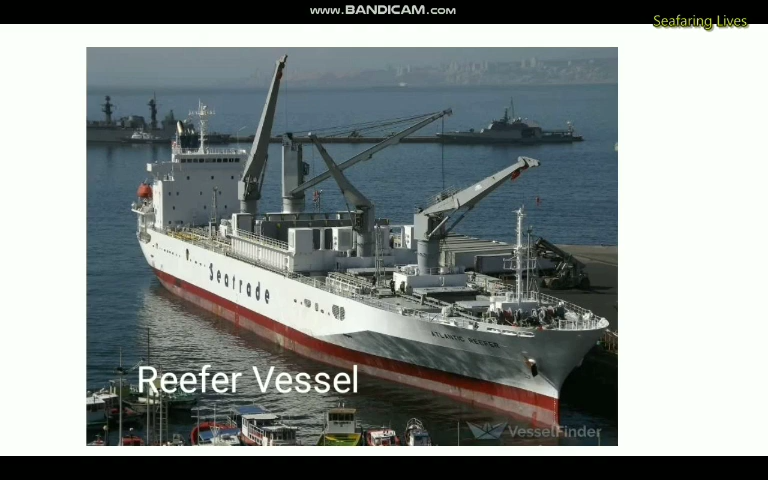 www.BANDICAM.com
Seafaring Lives
Seatrade
ATLANTIC REEFER
Reefer Vessel
VesselFinder